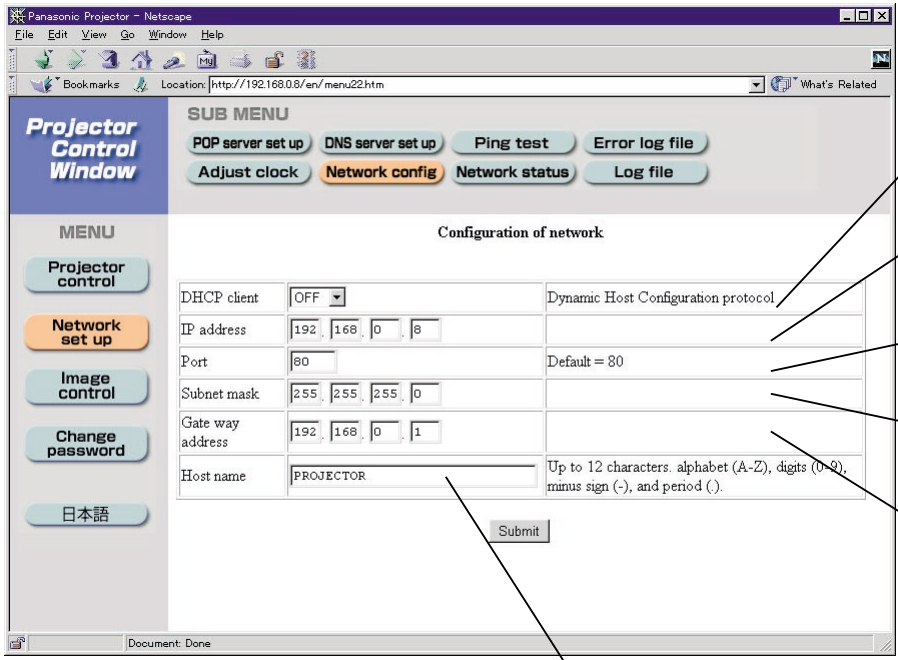 Panasonic Projector - Netscape
File Edit View Go Window Help
My
N
Bookmarks Location: http://192.168.0.8/en/menu22.htm What's Related
Projector
Control
Window
SUB MENU
POP server set up DNS server set up Ping test Error log file
Adjust clock Network config Network status Log file
MENU
Projector
control
Network
set up
Image
control
Change
password
日本語
Configuration of network
DHCP client OFF Dynamic Host Configuration protocol
IP address 192. 168. 0. 8
Port 80 Default = 80
Subnet mask 255. 255. 255. 0
Gate way
address 192. 168. 0. 1
Host name PROJECTOR Up to 12 characters. alphabet (A-Z), digits (0-9),
minus sign (-), and period (.).
Submit
Document: Done